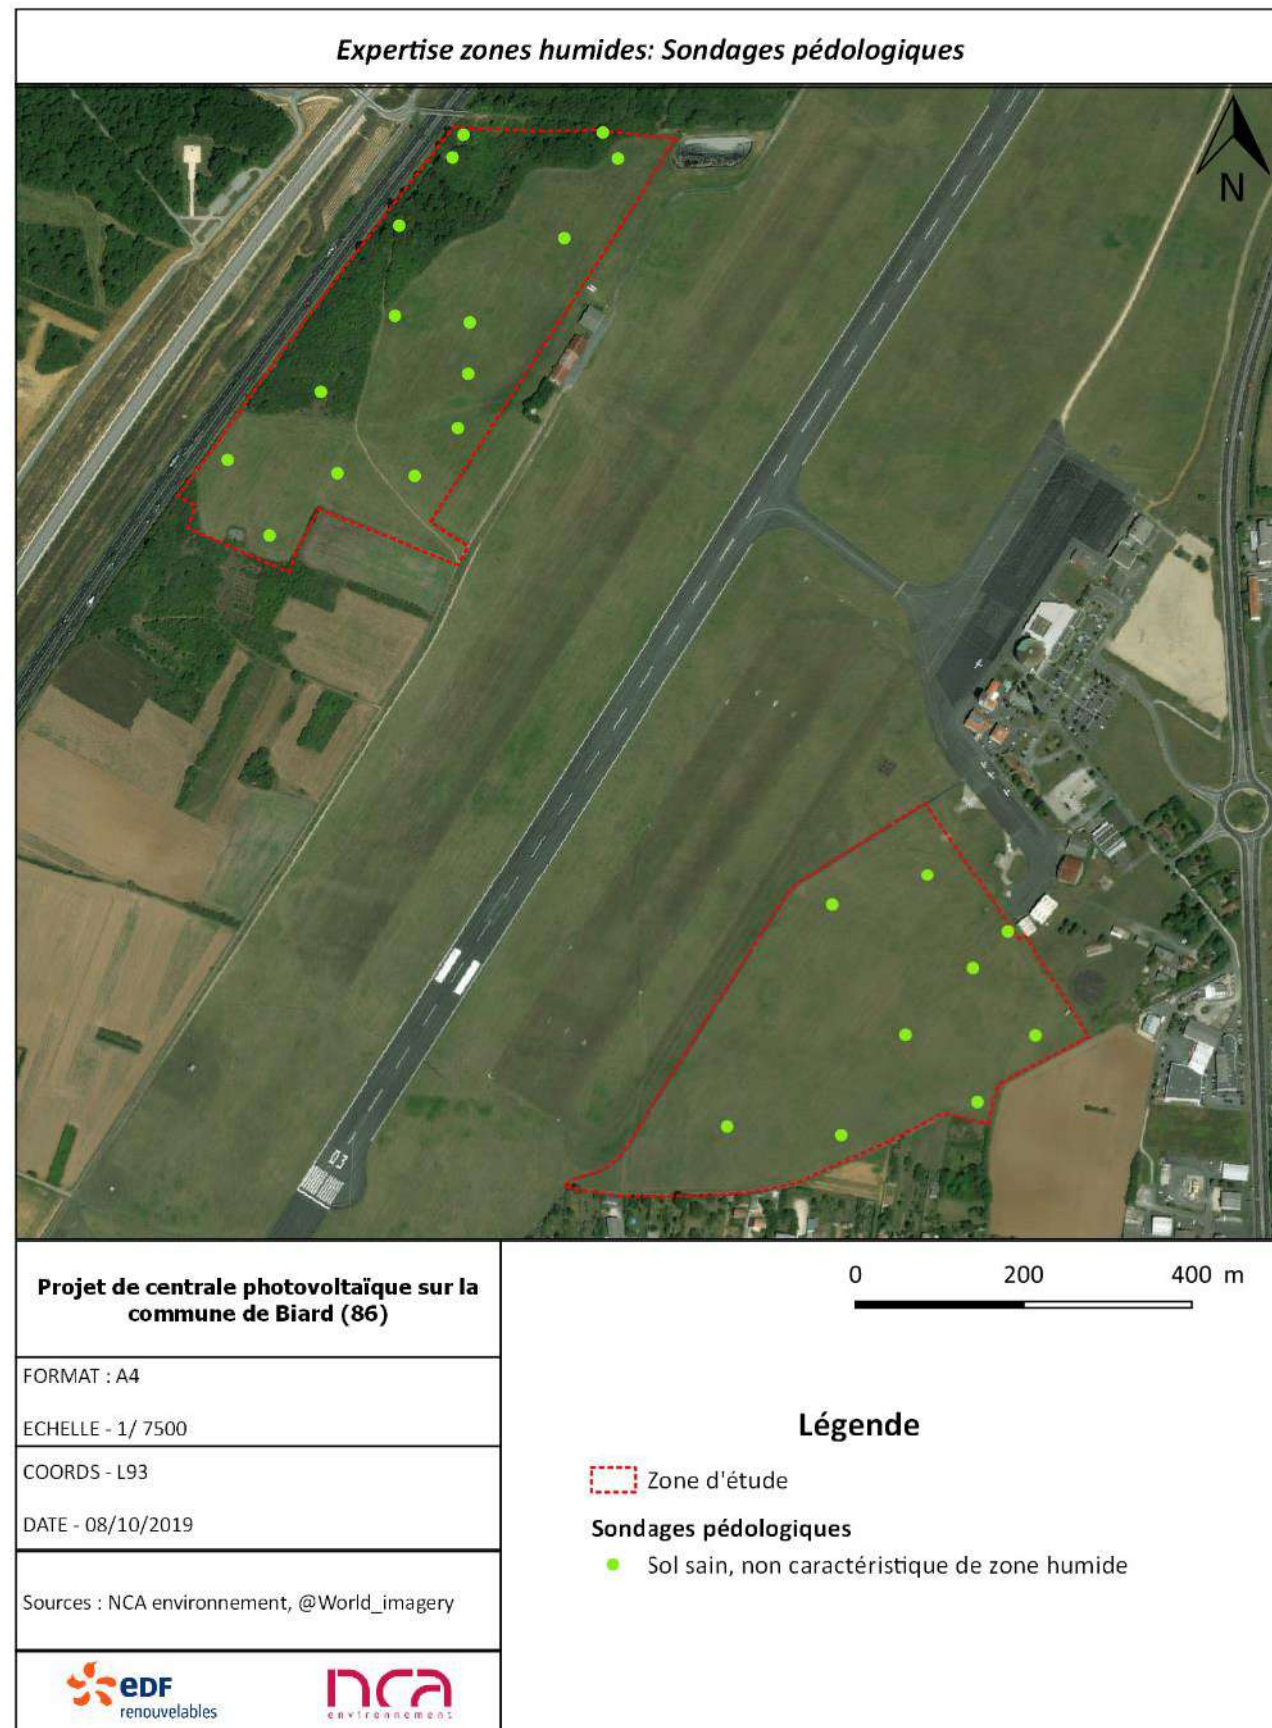 Expertise zones humides: Sondages pédologiques
N
03
Projet de centrale photovoltaïque sur la
commune de Biard (86)
FORMAT : A4
ECHELLE - 1/ 7500
COORDS - L93
DATE - 08/10/2019
Sources : NCA environnement, @World_imagery
eDF
renouvelables
nca
environnement
0 200 400 m
Légende
Zone d'étude
Sondages pédologiques
Sol sain, non caractéristique de zone humide